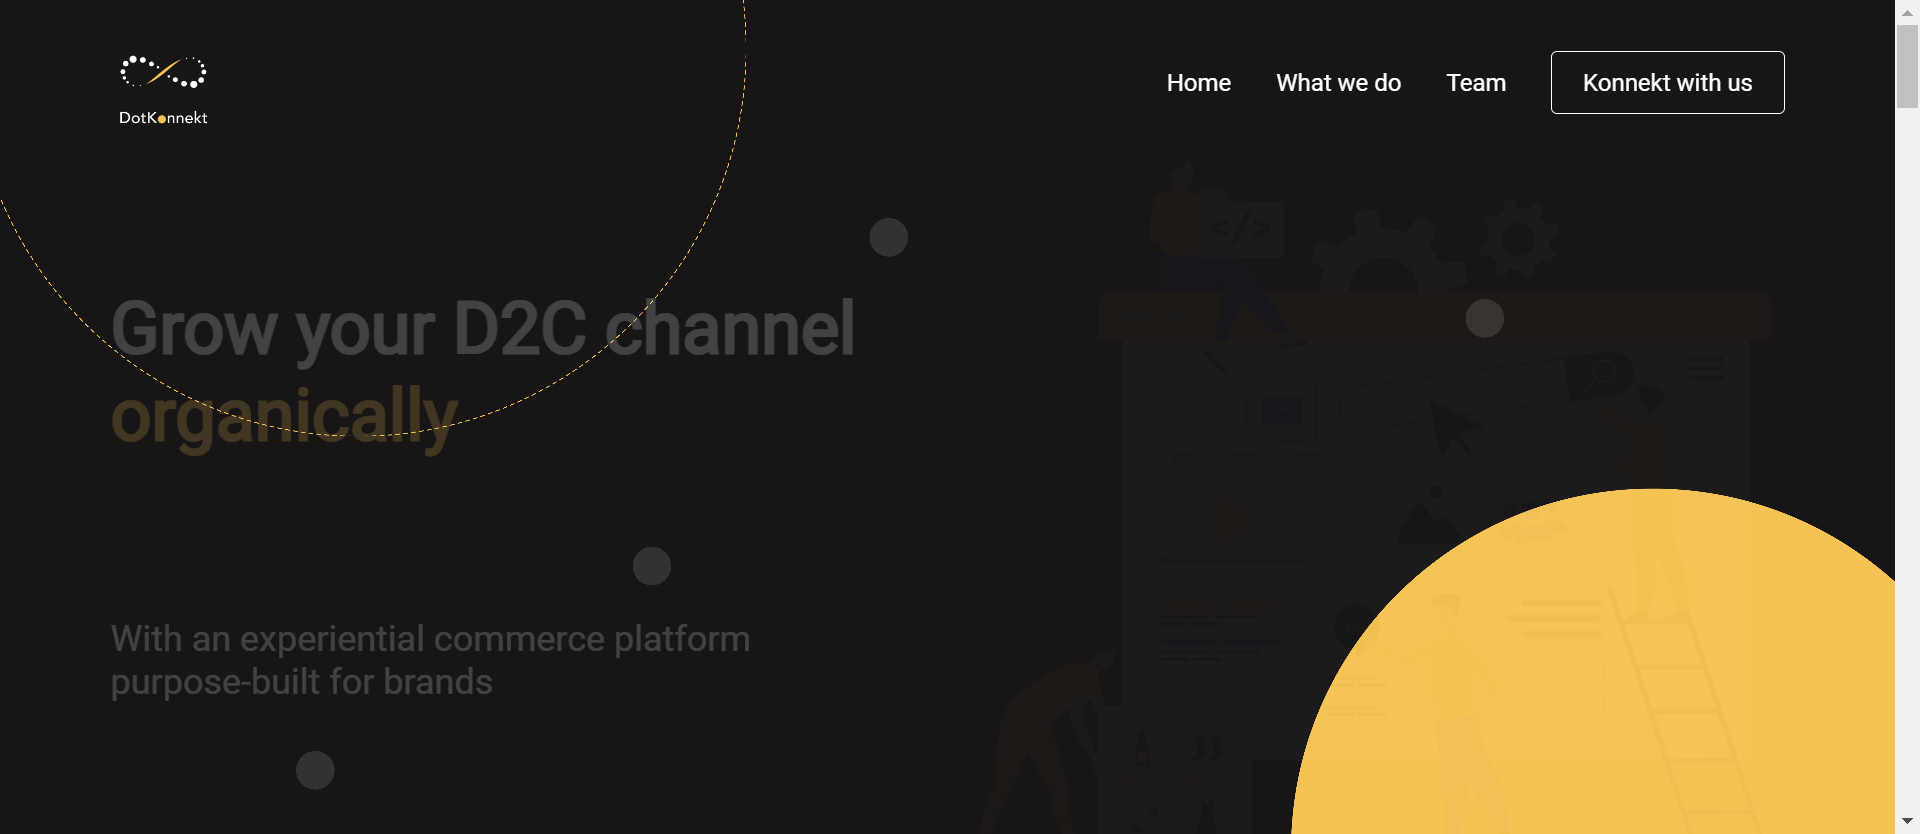 DotKonnekt
Home What we do Team Konnekt with us
</>
Grow your D2C channel
organically
With an experiential commerce platform
purpose-built for brands